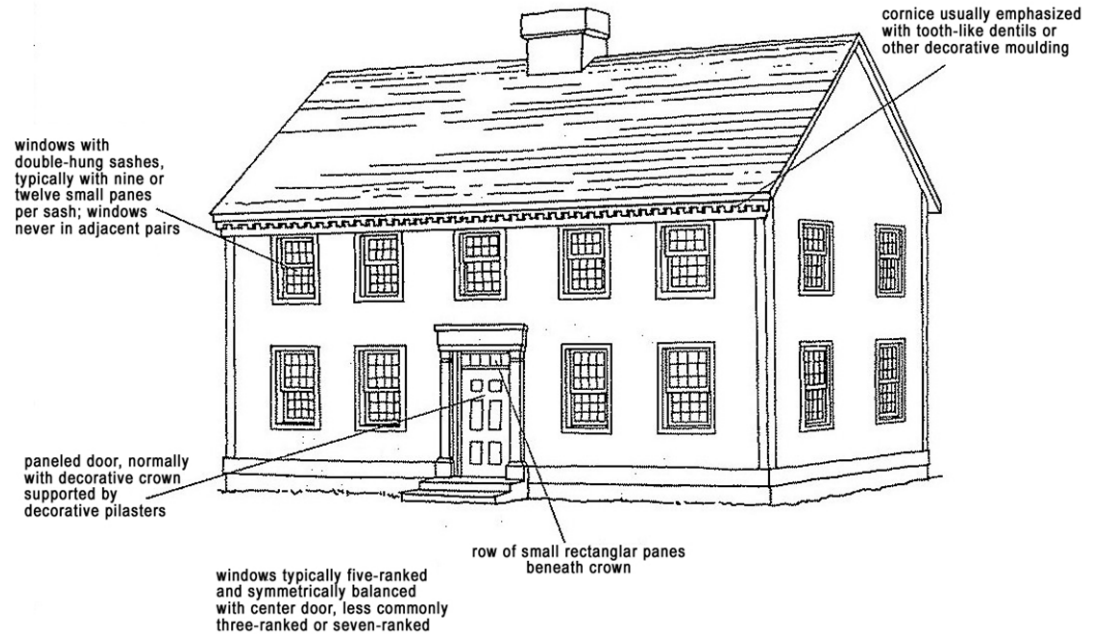 cornice usually emphasized
with tooth-like dentils or
other decorative moulding
windows with
double-hung sashes,
typically with nine or
twelve small panes
per sash; windows
never in adjacent pairs
paneled door, normally
with decorative crown
supported by
decorative pilasters
row of small rectanglar panes
beneath crown
windows typically five-ranked
and symmetrically balanced
with center door, less commonly
three-ranked or seven-ranked